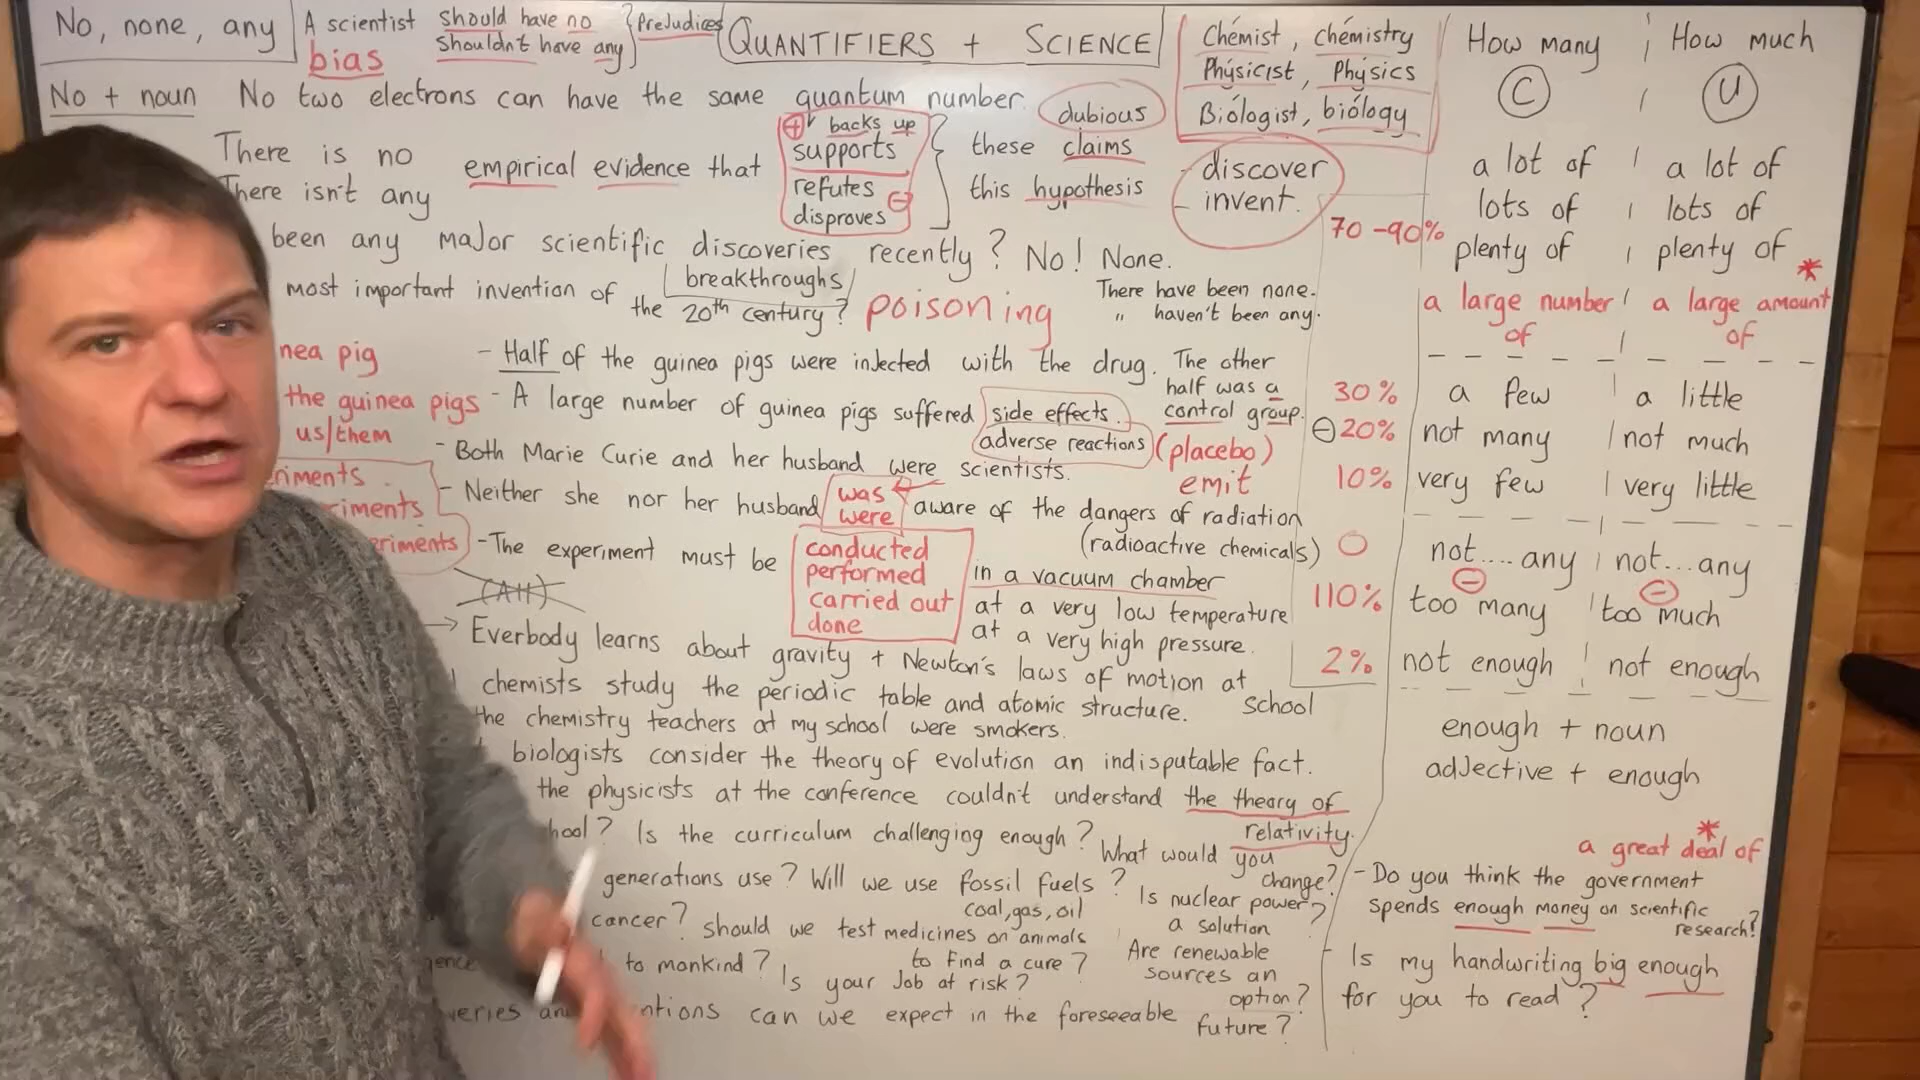 No, none, any
A scientist should have no
shouldn't have any
prejudices
bias
QUANTIFIERS + SCIENCE
Chemist, chemistry
Physicist, Physics
Biologist, biology
How many
How much
C
U
No + noun
No two electrons can have the same quantum number.
dubious
There is no
There isn't any
empirical evidence that
+ backs up
supports
refutes
disproves
these claims
this hypothesis
- discover
- invent.
been any major scientific discoveries recently? No! None.
breakthroughs
There have been none.
" haven't been any.
most important invention of the 20th century?
poisoning
nea pig
the guinea pigs
us/them
riments
riments
eriments
- Half of the guinea pigs were injected with the drug. The other half was a control group.
(placebo)
- A large number of guinea pigs suffered side effects.
adverse reactions
- Both Marie Curie and her husband were scientists.
emit
- Neither she nor her husband was
were
aware of the dangers of radiation
(radioactive chemicals)
- The experiment must be
conducted
performed
carried out
done
in a vacuum chamber
at a very low temperature
at a very high pressure.
(All)
→ Everbody learns about gravity + Newton's laws of motion at school
chemists study the periodic table and atomic structure.
the chemistry teachers at my school were smokers.
biologists consider the theory of evolution an indisputable fact.
the physicists at the conference couldn't understand the theory of relativity.
hool? Is the curriculum challenging enough? What would you change?
generations use? Will we use fossil fuels?
coal, gas, oil
Is nuclear power a solution?
cancer? should we test medicines on animals to find a cure?
Are renewable sources an option?
gence
to mankind? Is your job at risk?
veries an
ntions can we expect in the foreseeable future?
70-90%
a lot of
a lot of
lots of
lots of
plenty of
plenty of *
a large number of
a large amount of
30%
a few
a little
- 20%
not many
not much
10%
very few
very little
0
not.... any
not... any
110%
too many
too much
-
-
2%
not enough
not enough
enough + noun
adjective + enough
*
a great deal of
- Do you think the government
spends enough money on scientific
research?
- Is my handwriting big enough
for you to read?